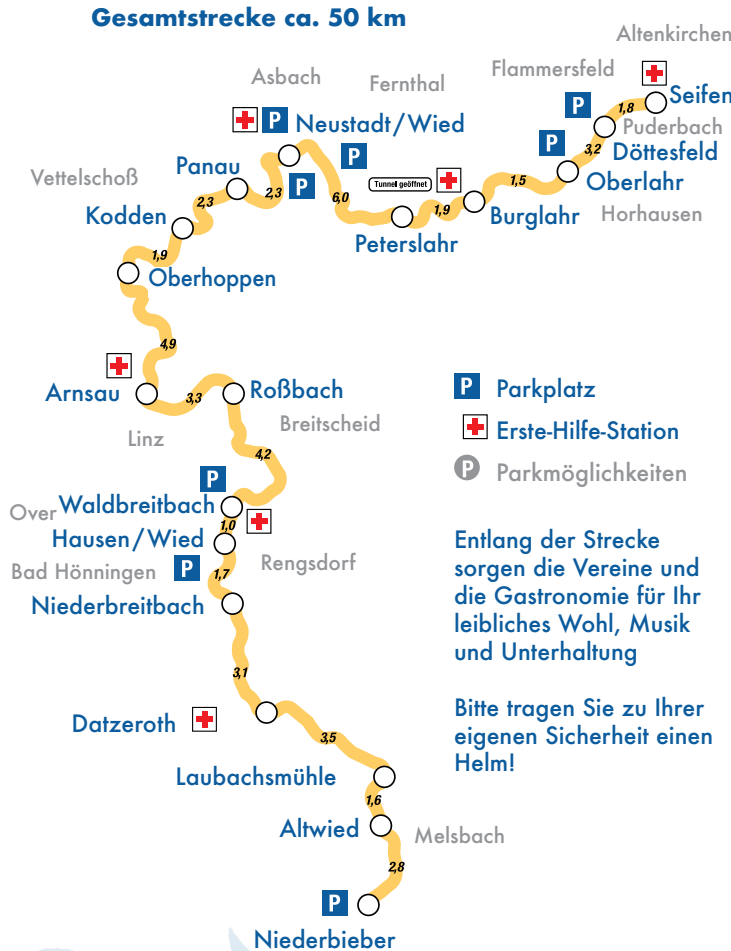 Gesamtstrecke ca. 50 km
Altenkirchen
Asbach
Fernthal
Flammersfeld
P
1,8
Seifen
P
Neustadt/Wied
P
P
Puderbach
3,2
Döttesfeld
Panau
P
2,3
Vettelschoß
2,3
6,0
Tunnel geöffnet
1,5
Oberlahr
Kodden
1,9
Burglahr
Horhausen
Peterslahr
1,9
Oberhoppen
4,9
Arnsau
3,3
Roßbach
P Parkplatz
Linz
Breitscheid
Erste-Hilfe-Station
4,2
P
P Parkmöglichkeiten
Waldbreitbach
Over
1,0
Hausen/Wied
Bad Hönningen
P
1,7
Rengsdorf
Niederbreitbach
Entlang der Strecke
sorgen die Vereine und
die Gastronomie für Ihr
leibliches Wohl, Musik
und Unterhaltung
3,1
Datzeroth
3,5
Bitte tragen Sie zu Ihrer
eigenen Sicherheit einen
Helm!
Laubachsmühle
1,6
Altwied
Melsbach
2,8
P
Niederbieber